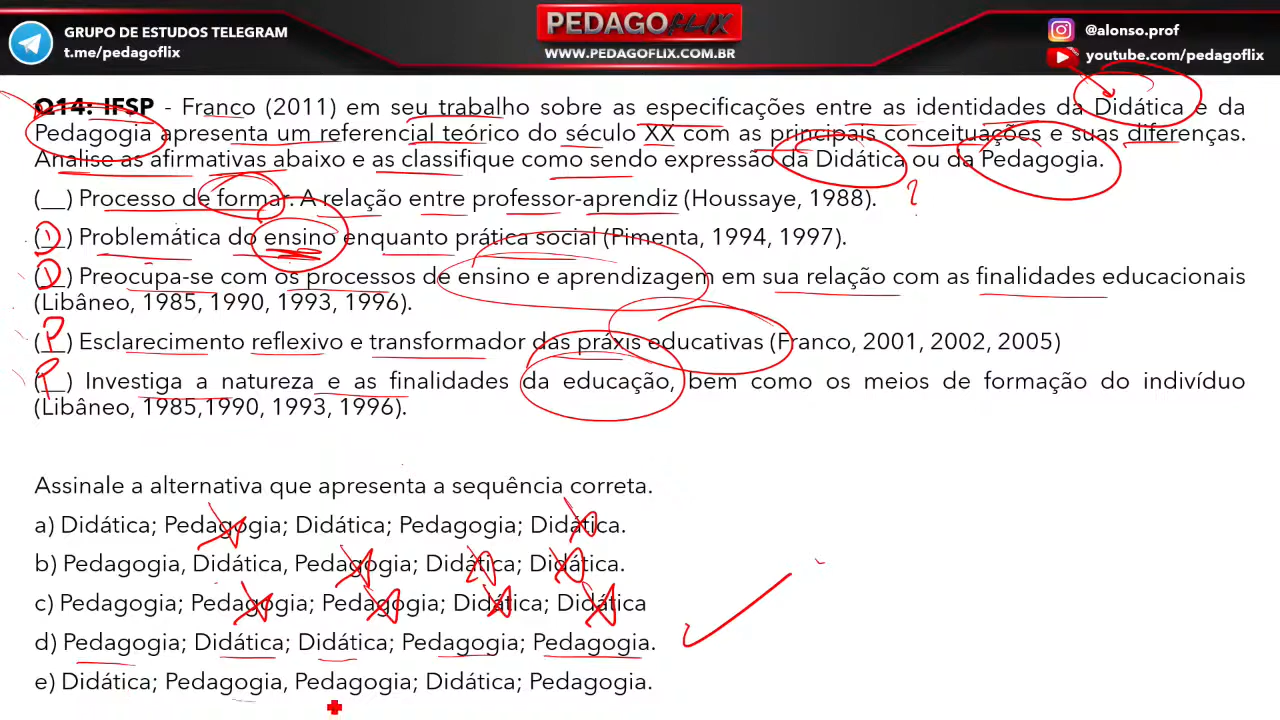 GRUPO DE ESTUDOS TELEGRAM
t.me/pedagoflix
PEDAGOFLIX
WWW.PEDAGOFLIX.COM.BR
@alonso.prof
youtube.com/pedagoflix
Q14: IFSP - Franco (2011) em seu trabalho sobre as especificações entre as identidades da Didática e da
Pedagogia apresenta um referencial teórico do século XX com as principais conceituações e suas diferenças.
Analise as afirmativas abaixo e as classifique como sendo expressão da Didática ou da Pedagogia.
(__) Processo de formar. A relação entre professor-aprendiz (Houssaye, 1988). ?
(D) Problemática do ensino enquanto prática social (Pimenta, 1994, 1997).
(D) Preocupa-se com os processos de ensino e aprendizagem em sua relação com as finalidades educacionais
(Libâneo, 1985, 1990, 1993, 1996).
(P) Esclarecimento reflexivo e transformador das práxis educativas (Franco, 2001, 2002, 2005)
(P) Investiga a natureza e as finalidades da educação, bem como os meios de formação do indivíduo
(Libâneo, 1985,1990, 1993, 1996).
Assinale a alternativa que apresenta a sequência correta.
a) Didática; Pedagogia; Didática; Pedagogia; Didática.
b) Pedagogia, Didática, Pedagogia; Didática; Didática.
c) Pedagogia; Pedagogia; Pedagogia; Didática; Didática
d) Pedagogia; Didática; Didática; Pedagogia; Pedagogia.
e) Didática; Pedagogia, Pedagogia; Didática; Pedagogia.